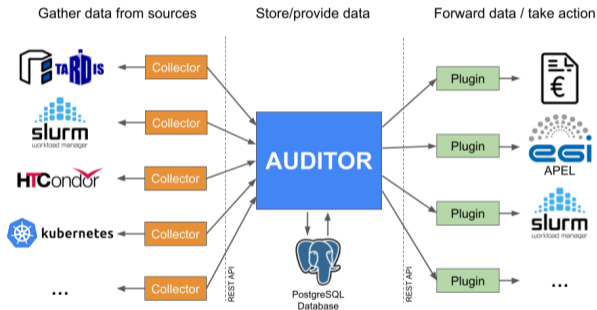 Gather data from sources
Store/provide data
Forward data / take action
TARDIS
Collector
Plugin
€
slurm
workload manager
Collector
AUDITOR
Plugin
egi
APEL
HTCondor
Collector
Plugin
slurm
workload manager
kubernetes
Collector
...
Collector
REST API
PostgreSQL
Database
REST API
Plugin
...